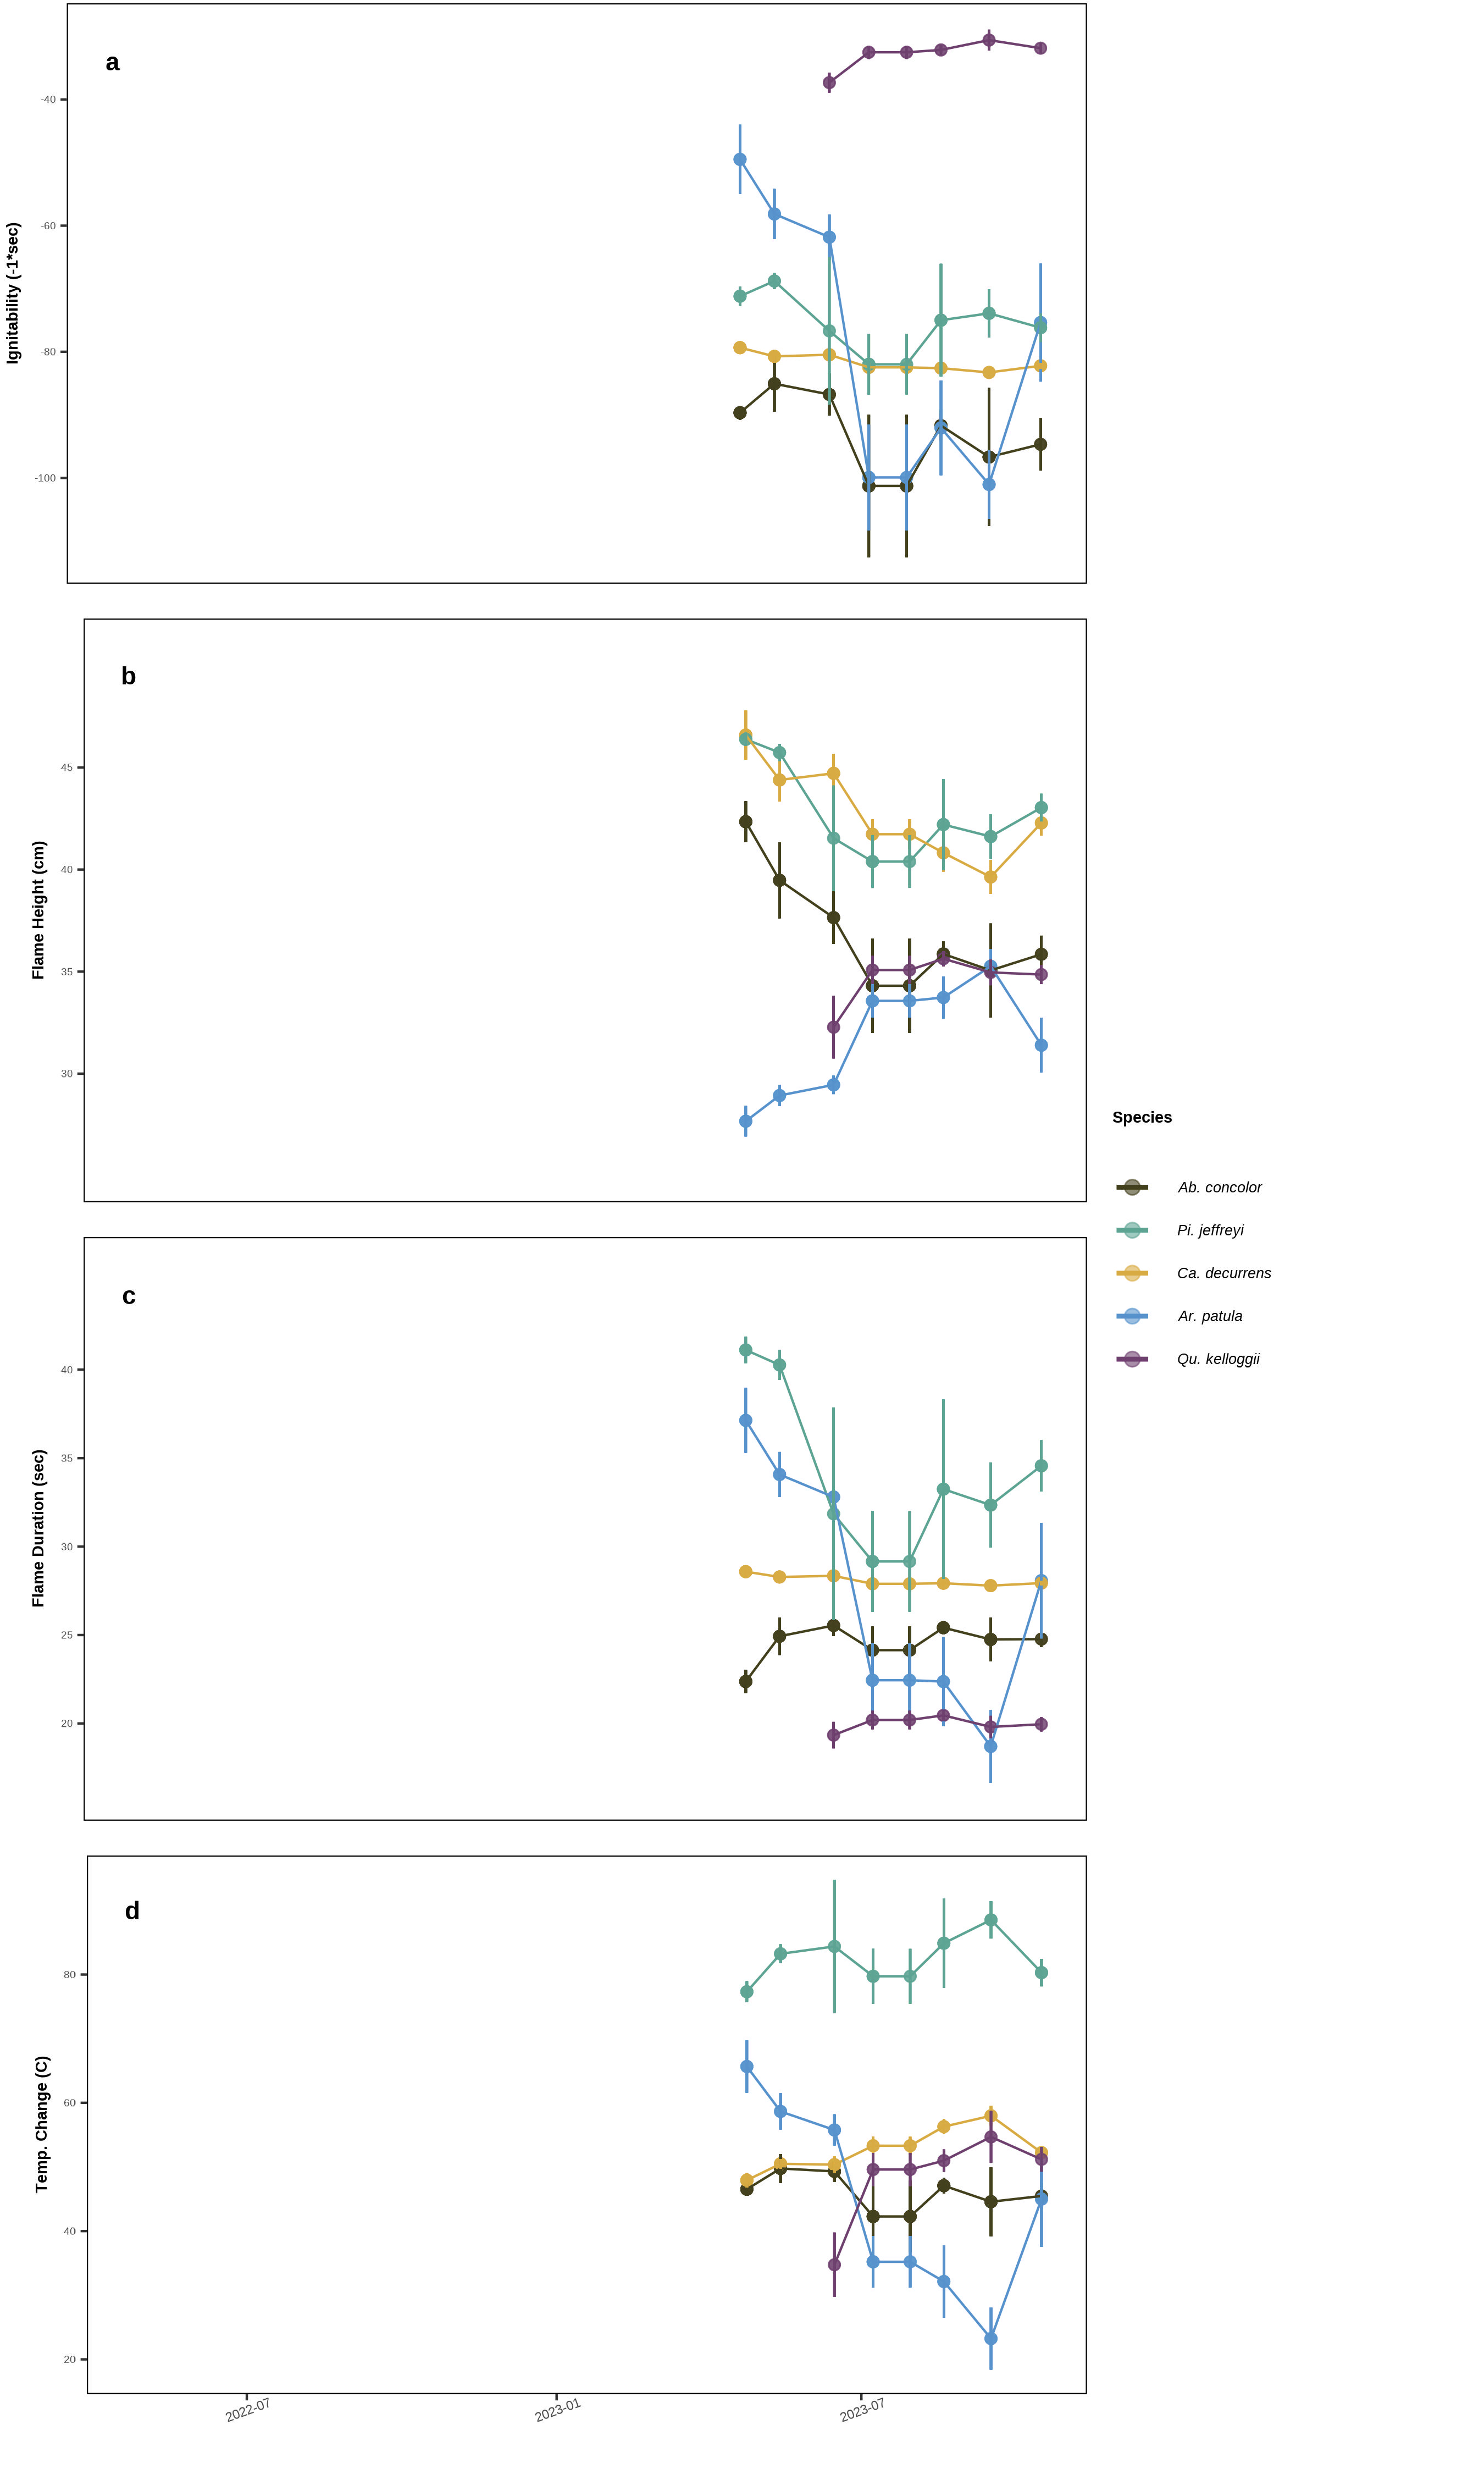 a
-40
-60
-80
-100
Ignitability (-1*sec)
b
45
40
35
30
Flame Height (cm)
c
40
35
30
25
20
Flame Duration (sec)
d
80
60
40
20
Temp. Change (C)
2022-07
2023-01
2023-07
Species
Ab. concolor
Pi. jeffreyi
Ca. decurrens
Ar. patula
Qu. kelloggii